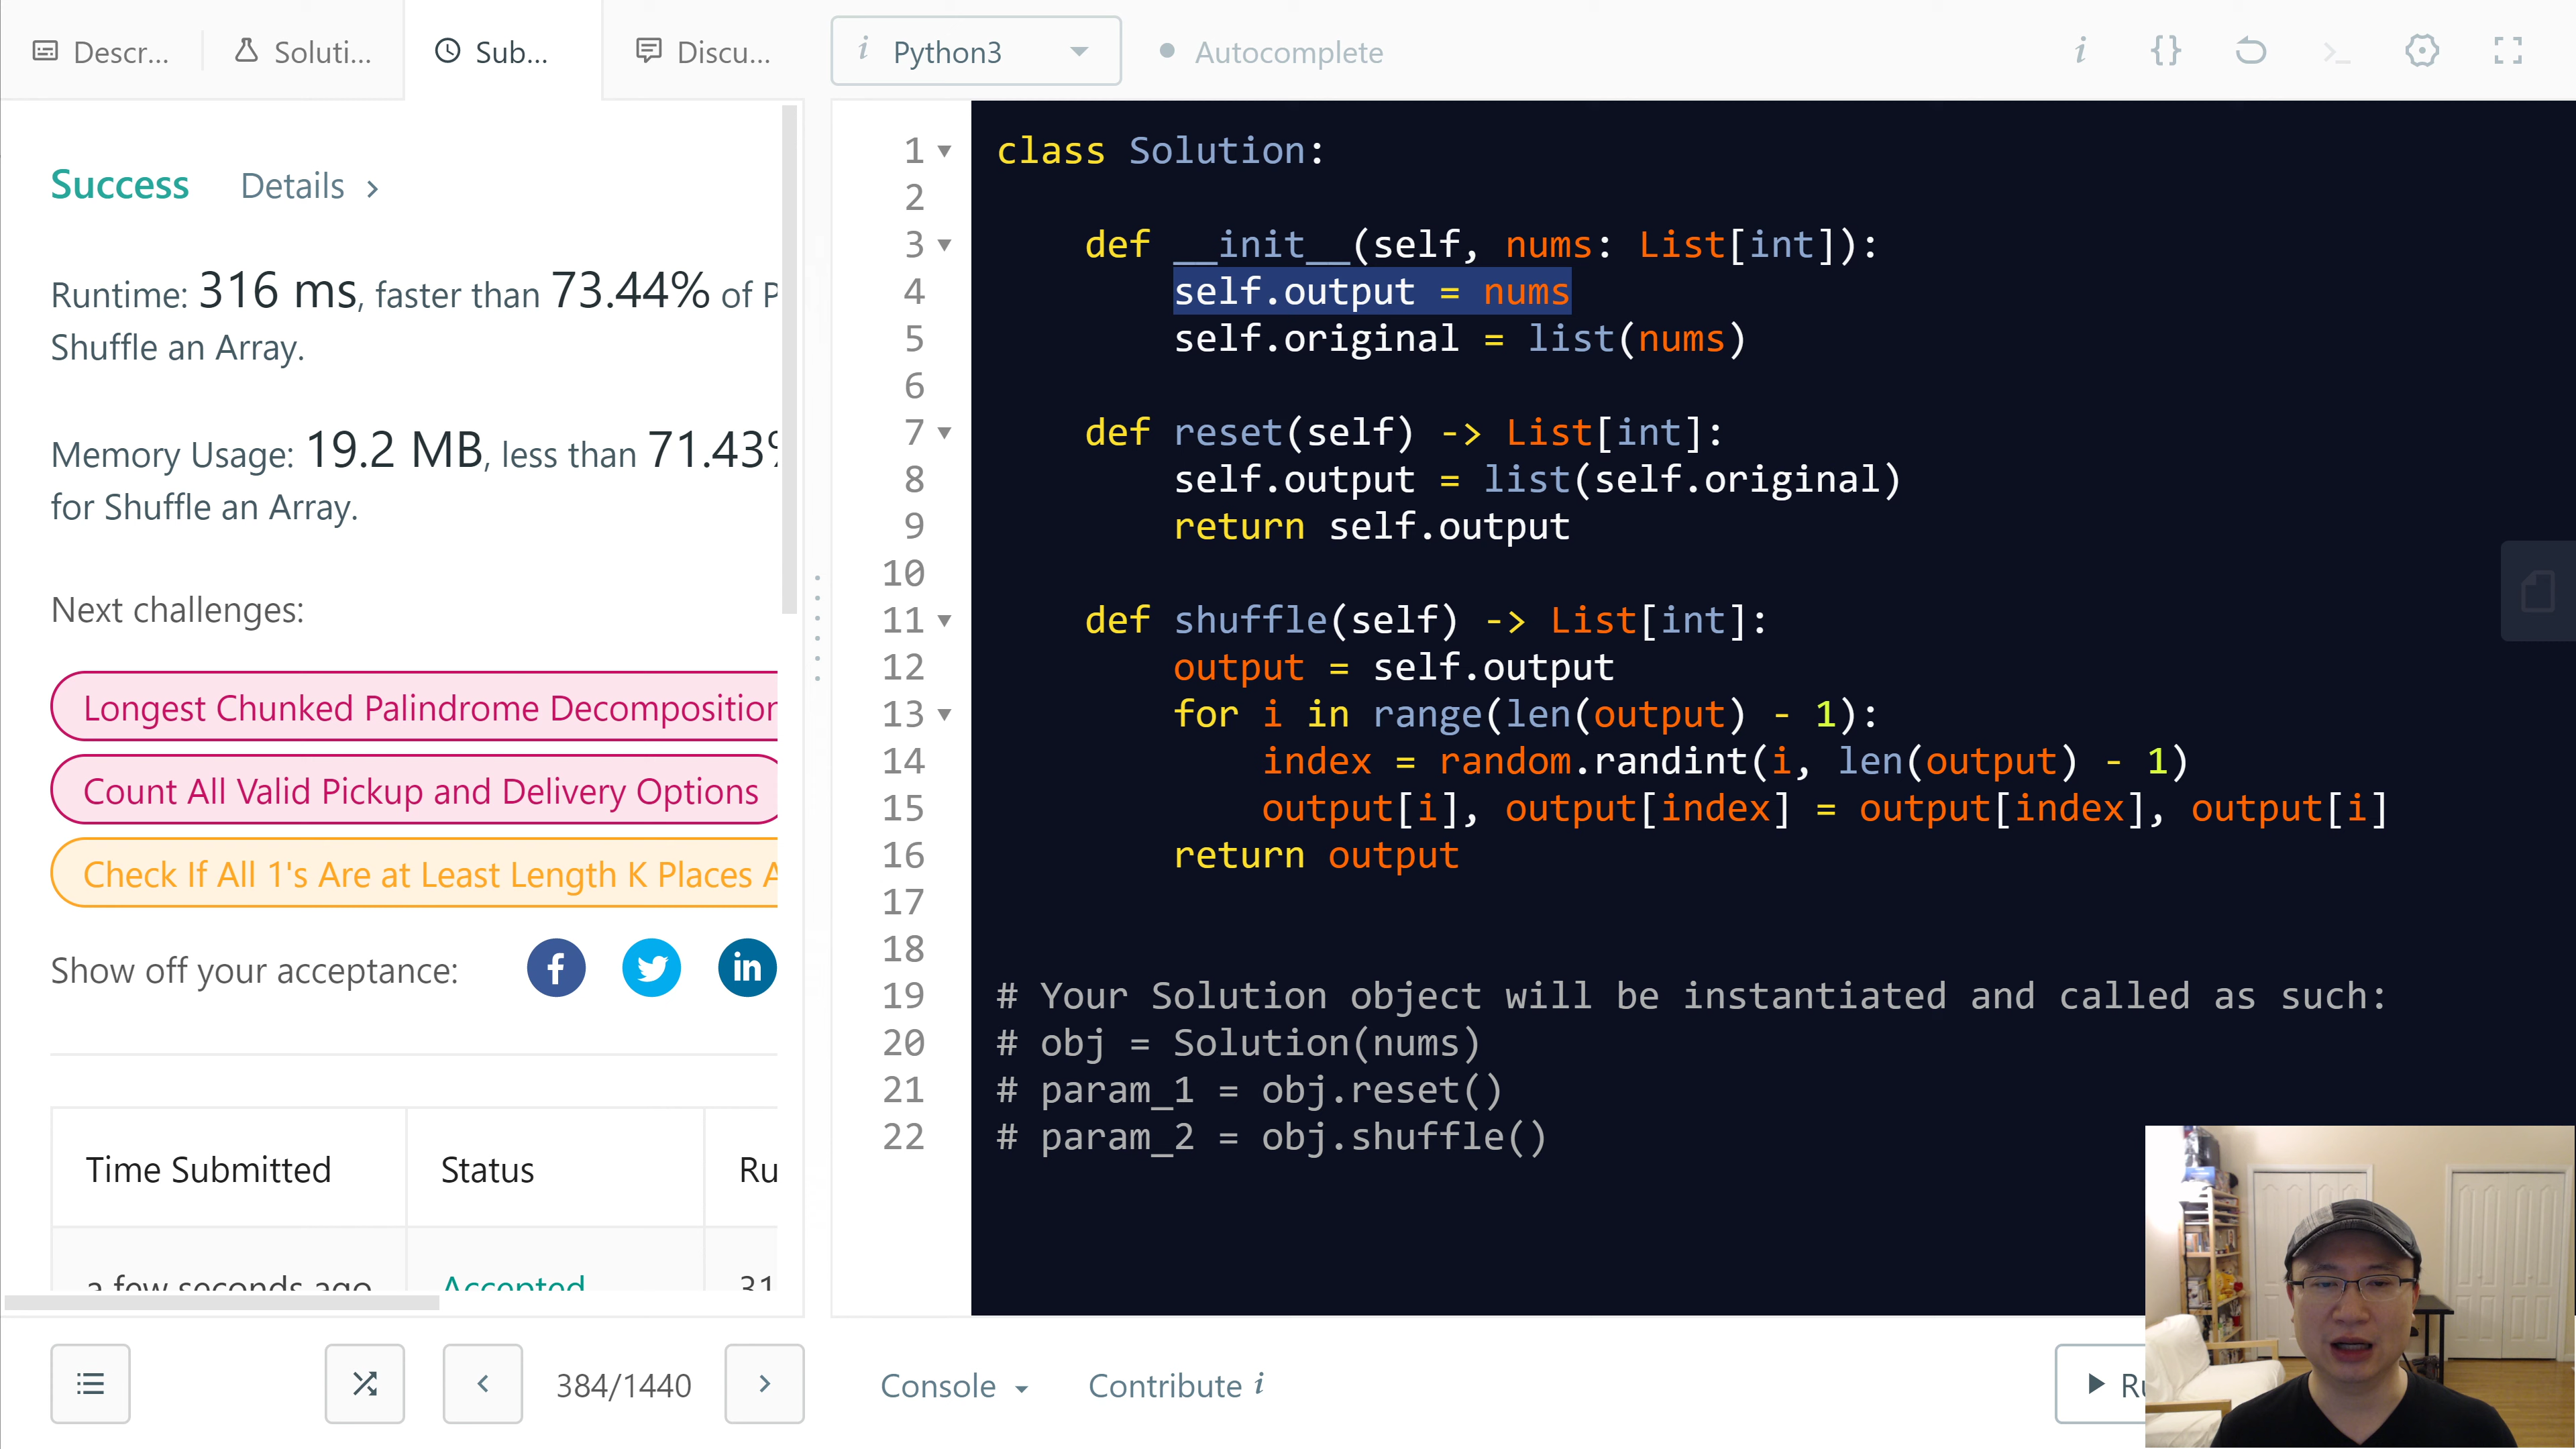 Descr...
Soluti...
Sub...
Discu...
i Python3
Autocomplete
i {} >_
Success Details >
Runtime: 316 ms, faster than 73.44% of P
Shuffle an Array.
Memory Usage: 19.2 MB, less than 71.43%
for Shuffle an Array.
Next challenges:
Longest Chunked Palindrome Decomposition
Count All Valid Pickup and Delivery Options
Check If All 1's Are at Least Length K Places A
Show off your acceptance:
f in
Time Submitted Status Ru
a few seconds ago Accepted 31
384/1440
1 class Solution:
2
3 def __init__(self, nums: List[int]):
4 self.output = nums
5 self.original = list(nums)
6
7 def reset(self) -> List[int]:
8 self.output = list(self.original)
9 return self.output
10
11 def shuffle(self) -> List[int]:
12 output = self.output
13 for i in range(len(output) - 1):
14 index = random.randint(i, len(output) - 1)
15 output[i], output[index] = output[index], output[i]
16 return output
17
18
19 # Your Solution object will be instantiated and called as such:
20 # obj = Solution(nums)
21 # param_1 = obj.reset()
22 # param_2 = obj.shuffle()
Console
Contribute i
Ru